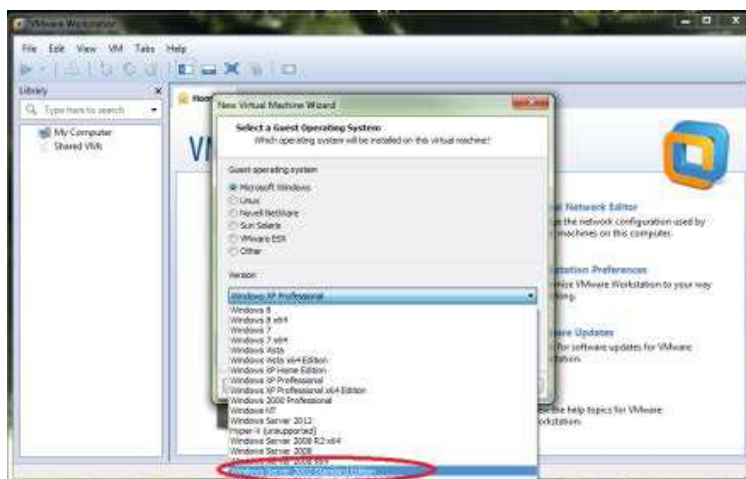 VMware Workstation
File Edit View VM Tabs Help
Library
Type here to search
My Computer
Shared VMs
New Virtual Machine Wizard
Select a Guest Operating System
Which operating system will be installed on this virtual machine?
Guest operating system
Microsoft Windows
Linux
Novell NetWare
Sun Solaris
VMware ESX
Other
Version
Windows XP Professional
Windows 8
Windows 8 x64
Windows 7
Windows 7 x64
Windows Vista
Windows Vista x64 Edition
Windows XP Home Edition
Windows XP Professional
Windows XP Professional x64 Edition
Windows 2000 Professional
Windows NT
Windows Server 2012
Hyper-V (unsupported)
Windows Server 2008 R2 x64
Windows Server 2008
Windows Server 2008 x64
Windows Server 2003 Standard Edition
Network Editor
the network configuration used by
machines on this computer.
Preferences
VMware Workstation to your way
Updates
for software updates for VMware
the help topics for VMware